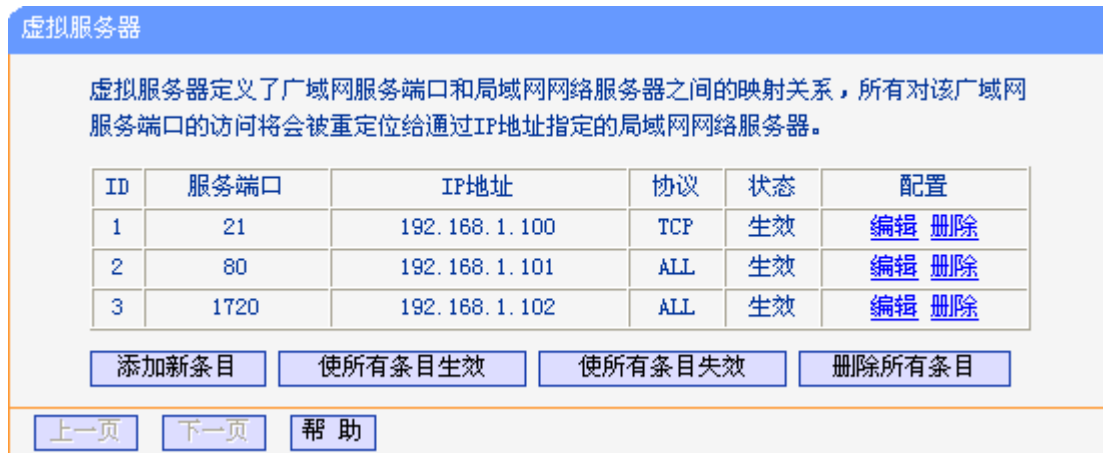 虚拟服务器
虚拟服务器定义了广域网服务端口和局域网网络服务器之间的映射关系，所有对该广域网
服务端口的访问将会被重定位给通过IP地址指定的局域网网络服务器。
ID 服务端口 IP地址 协议 状态 配置
1 21 192.168.1.100 TCP 生效 编辑 删除
2 80 192.168.1.101 ALL 生效 编辑 删除
3 1720 192.168.1.102 ALL 生效 编辑 删除
添加新条目 使所有条目生效 使所有条目失效 删除所有条目
上一页 下一页 帮 助